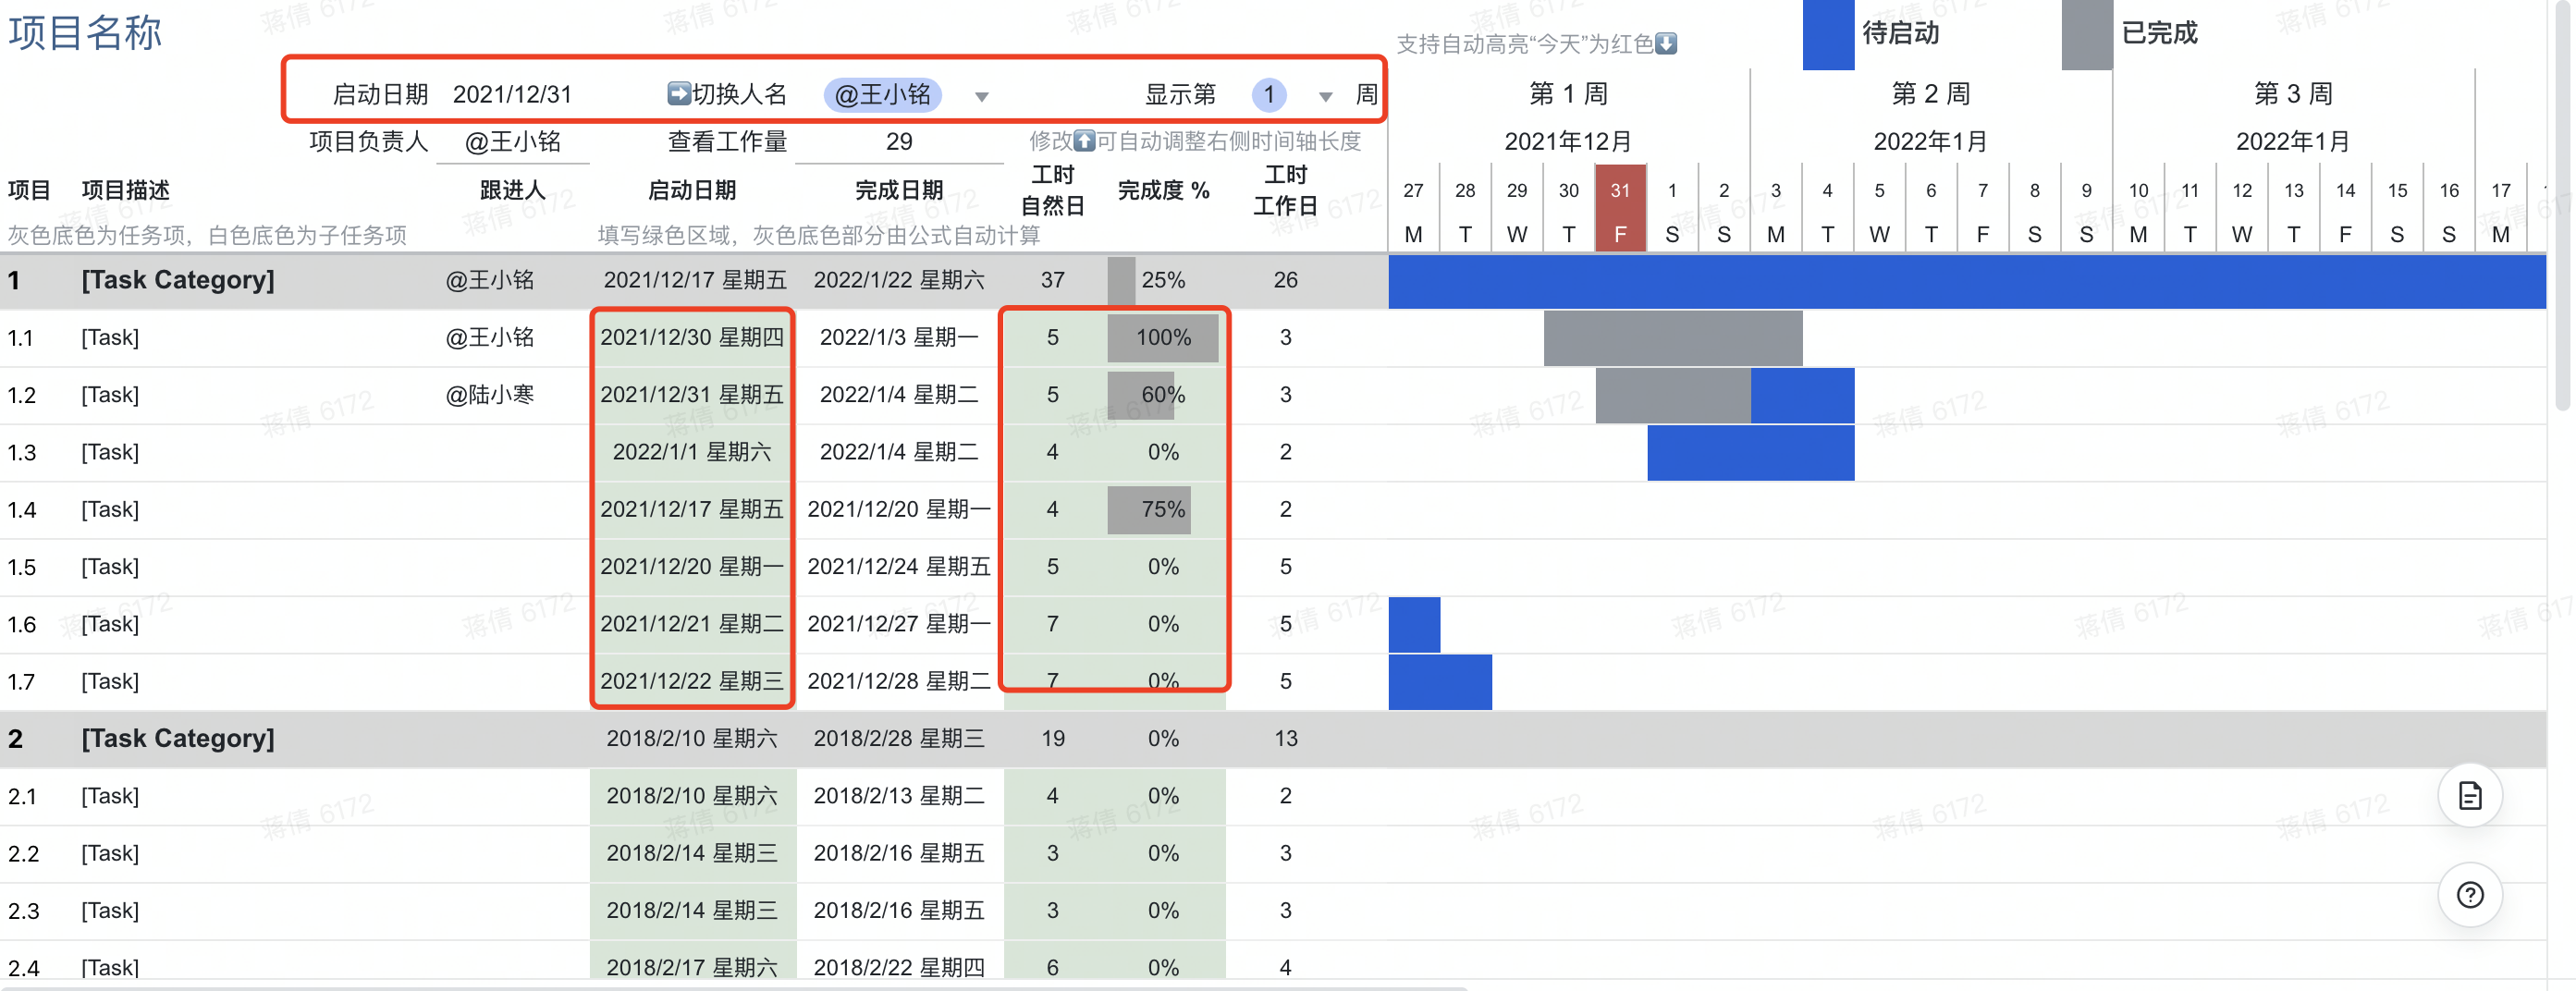 项目名称
支持自动高亮“今天”为红色⬇️ 待启动 已完成
启动日期 2021/12/31 ➡️切换人名 @王小铭 显示第 1 周 第 1 周 第 2 周 第 3 周
项目负责人 @王小铭 查看工作量 29 修改⬆️可自动调整右侧时间轴长度 2021年12月 2022年1月 2022年1月
项目 项目描述 跟进人 启动日期 完成日期 工时 自然日 完成度 % 工时 工作日 27 28 29 30 31 1 2 3 4 5 6 7 8 9 10 11 12 13 14 15 16 17
灰色底色为任务项，白色底色为子任务项 填写绿色区域，灰色底色部分由公式自动计算 M T W T F S S M T W T F S S M T W T F S S M
1 [Task Category] @王小铭 2021/12/17 星期五 2022/1/22 星期六 37 25% 26
1.1 [Task] @王小铭 2021/12/30 星期四 2022/1/3 星期一 5 100% 3
1.2 [Task] @陆小寒 2021/12/31 星期五 2022/1/4 星期二 5 60% 3
1.3 [Task] 2022/1/1 星期六 2022/1/4 星期二 4 0% 2
1.4 [Task] 2021/12/17 星期五 2021/12/20 星期一 4 75% 2
1.5 [Task] 2021/12/20 星期一 2021/12/24 星期五 5 0% 5
1.6 [Task] 2021/12/21 星期二 2021/12/27 星期一 7 0% 5
1.7 [Task] 2021/12/22 星期三 2021/12/28 星期二 7 0% 5
2 [Task Category] 2018/2/10 星期六 2018/2/28 星期三 19 0% 13
2.1 [Task] 2018/2/10 星期六 2018/2/13 星期二 4 0% 2
2.2 [Task] 2018/2/14 星期三 2018/2/16 星期五 3 0% 3
2.3 [Task] 2018/2/14 星期三 2018/2/16 星期五 3 0% 3
2.4 [Task] 2018/2/17 星期六 2018/2/22 星期四 6 0% 4
蒋倩 6172